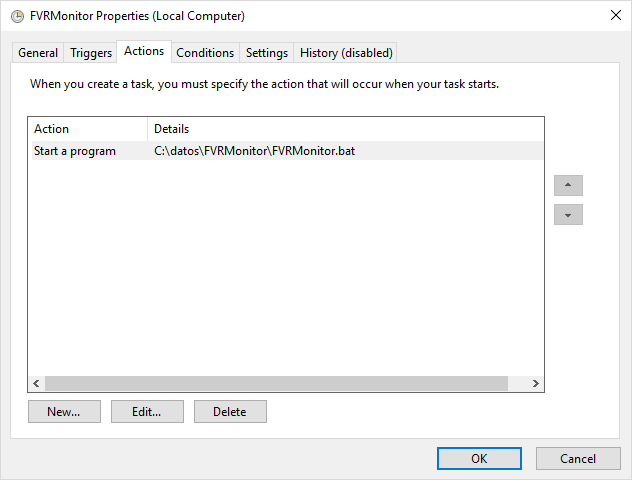 FVRMonitor Properties (Local Computer)
General Triggers Actions Conditions Settings History (disabled)
When you create a task, you must specify the action that will occur when your task starts.
Action Details
Start a program C:\datos\FVRMonitor\FVRMonitor.bat
New... Edit... Delete
OK Cancel